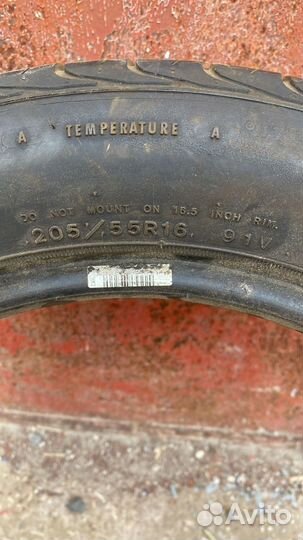 A TEMPERATURE A
DO NOT MOUNT ON 16.5 INCH RIM.
205/55R16 91V
Avito